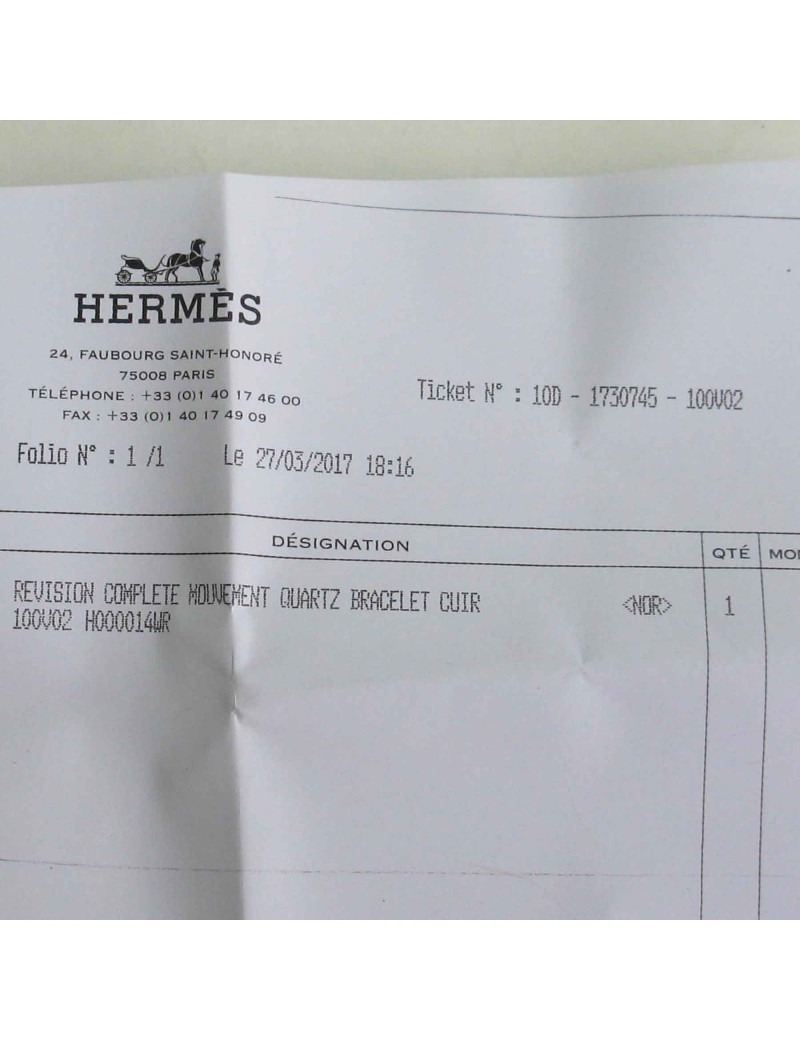 HERMÈS
24, FAUBOURG SAINT-HONORÉ
75008 PARIS
TÉLÉPHONE : +33 (0)1 40 17 46 00
FAX : +33 (0)1 40 17 49 09
Ticket N° : 10D - 1730745 - 100V02
Folio N° : 1 /1 Le 27/03/2017 18:16
DÉSIGNATION QTÉ MO
REVISION COMPLETE MOUVEMENT QUARTZ BRACELET CUIR <NOR> 1
100V02 H000014WR